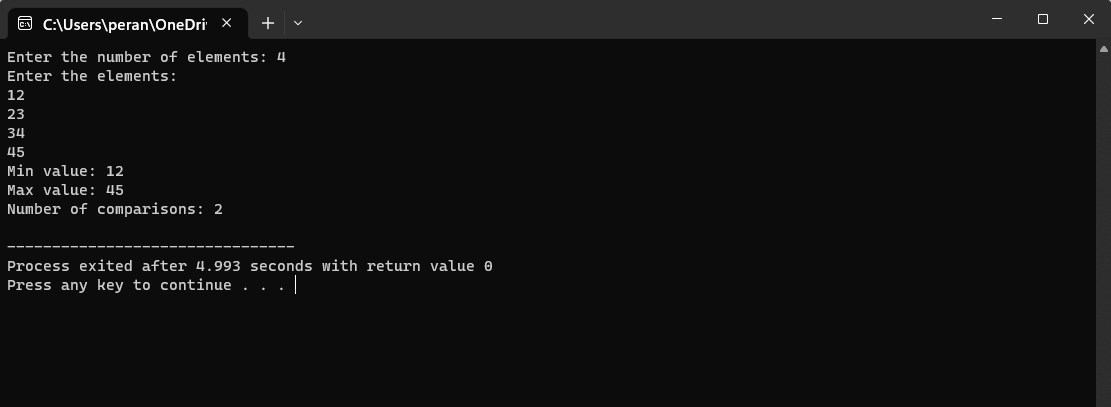 C:\Users\peran\OneDri
Enter the number of elements: 4
Enter the elements:
12
23
34
45
Min value: 12
Max value: 45
Number of comparisons: 2
--------------------------------
Process exited after 4.993 seconds with return value 0
Press any key to continue . . .